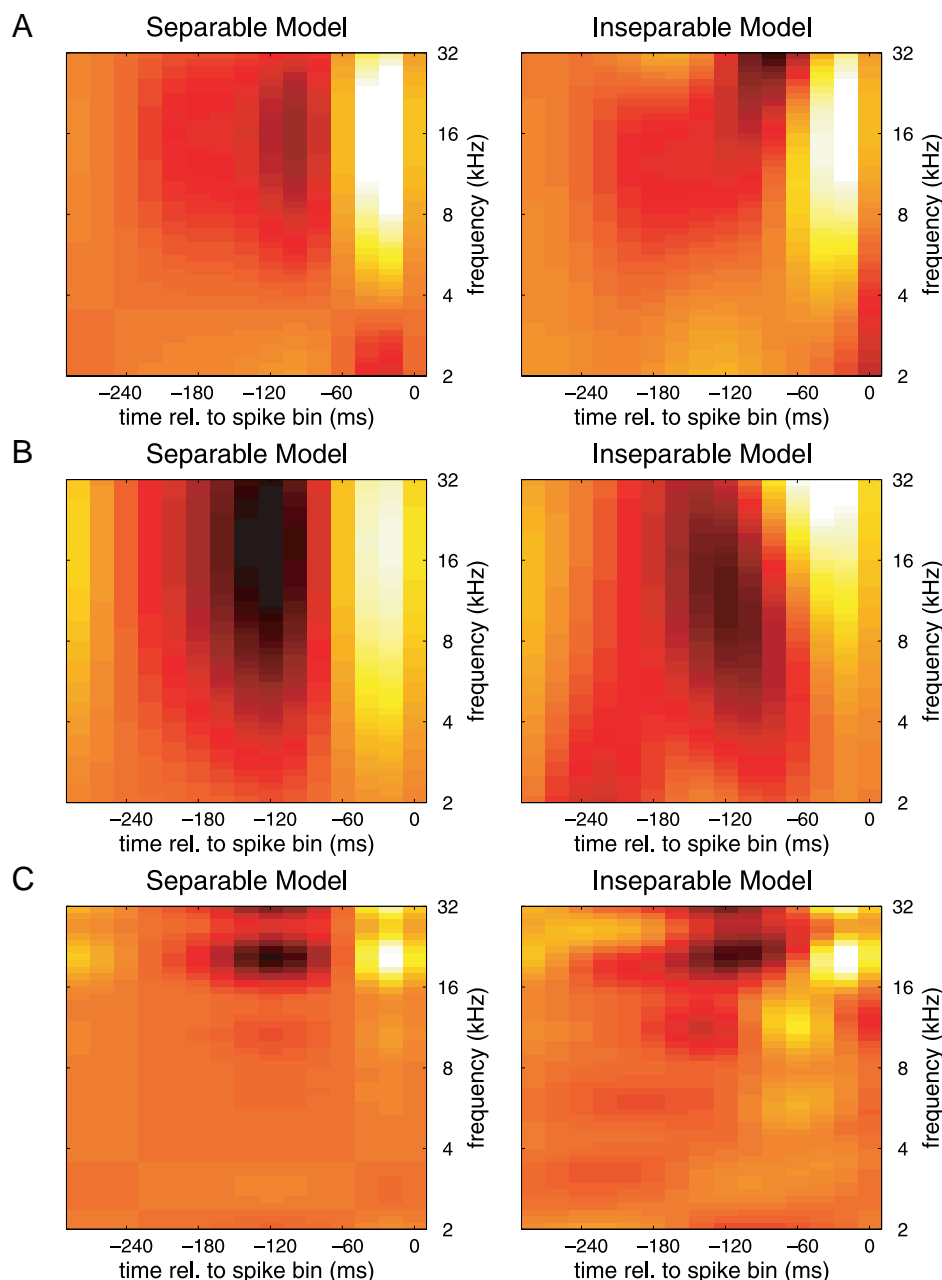 A
Separable Model
Inseparable Model
32
16
8
4
2
frequency (kHz)
32
16
8
4
2
frequency (kHz)
−240 −180 −120 −60 0
time rel. to spike bin (ms)
−240 −180 −120 −60 0
time rel. to spike bin (ms)
B
Separable Model
Inseparable Model
32
16
8
4
2
frequency (kHz)
32
16
8
4
2
frequency (kHz)
−240 −180 −120 −60 0
time rel. to spike bin (ms)
−240 −180 −120 −60 0
time rel. to spike bin (ms)
C
Separable Model
Inseparable Model
32
16
8
4
2
frequency (kHz)
32
16
8
4
2
frequency (kHz)
−240 −180 −120 −60 0
time rel. to spike bin (ms)
−240 −180 −120 −60 0
time rel. to spike bin (ms)